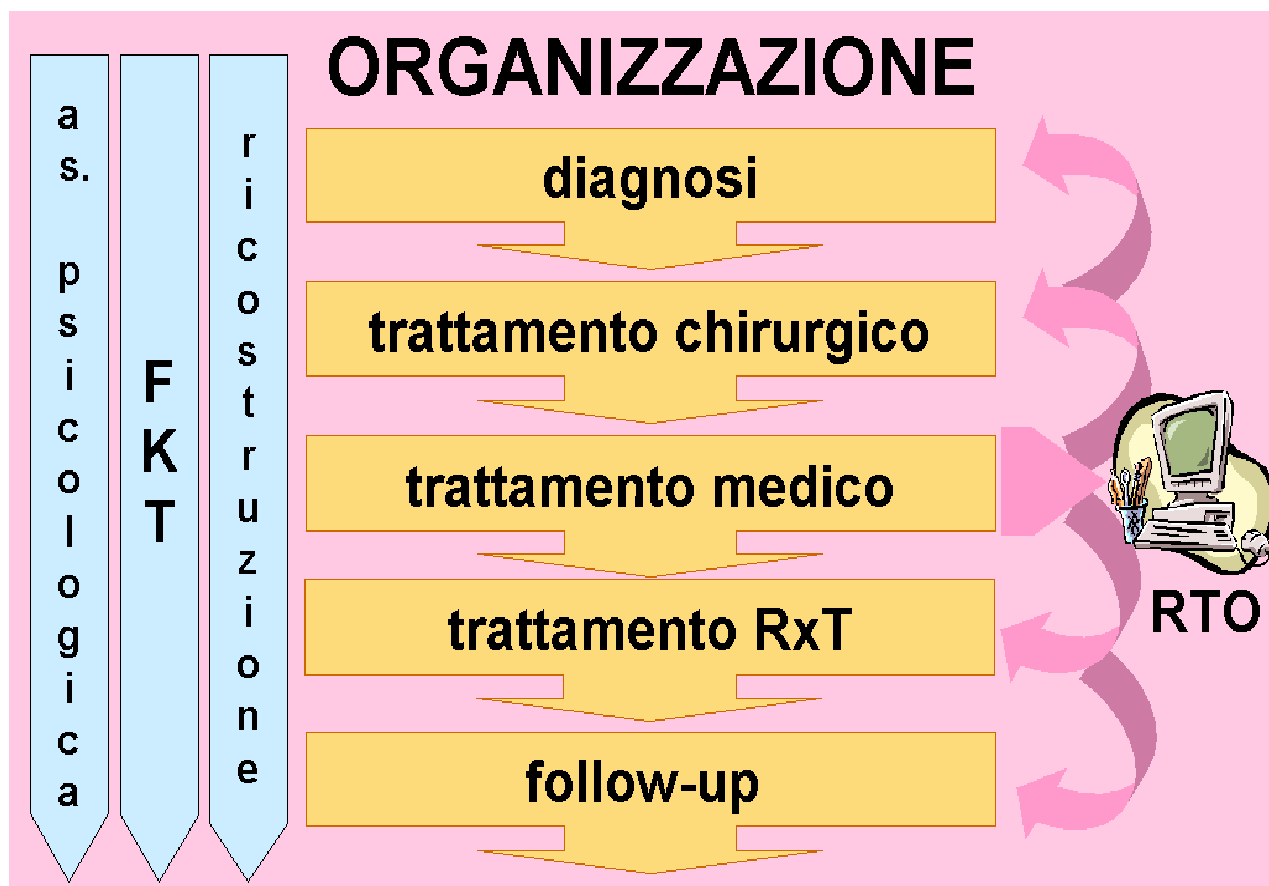 ORGANIZZAZIONE
as. psicologica
FKT
ricostruzione
diagnosi
trattamento chirurgico
trattamento medico
trattamento RxT
follow-up
RTO